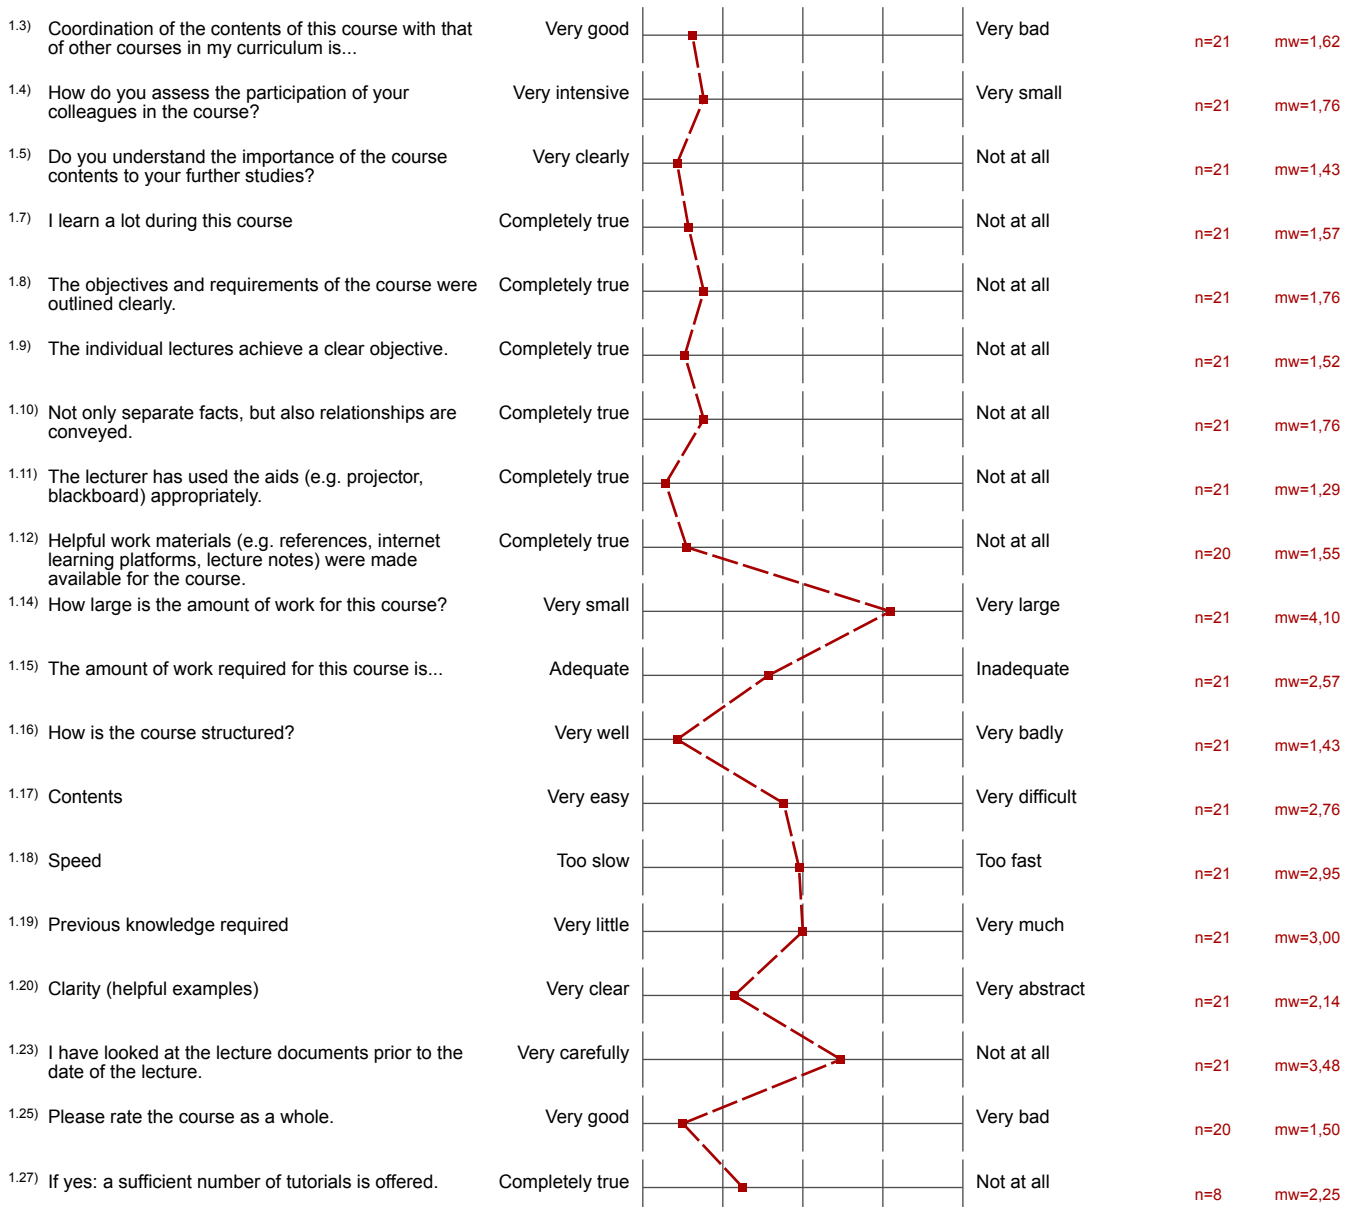 1.3) Coordination of the contents of this course with that Very good Very bad
of other courses in my curriculum is... n=21 mw=1,62
1.4) How do you assess the participation of your Very intensive Very small
colleagues in the course? n=21 mw=1,76
1.5) Do you understand the importance of the course Very clearly Not at all
contents to your further studies? n=21 mw=1,43
1.7) I learn a lot during this course Completely true Not at all
n=21 mw=1,57
1.8) The objectives and requirements of the course were Completely true Not at all
outlined clearly. n=21 mw=1,76
1.9) The individual lectures achieve a clear objective. Completely true Not at all
n=21 mw=1,52
1.10) Not only separate facts, but also relationships are Completely true Not at all
conveyed. n=21 mw=1,76
1.11) The lecturer has used the aids (e.g. projector, Completely true Not at all
blackboard) appropriately. n=21 mw=1,29
1.12) Helpful work materials (e.g. references, internet Completely true Not at all
learning platforms, lecture notes) were made n=20 mw=1,55
available for the course.
1.14) How large is the amount of work for this course? Very small Very large
n=21 mw=4,10
1.15) The amount of work required for this course is... Adequate Inadequate
n=21 mw=2,57
1.16) How is the course structured? Very well Very badly
n=21 mw=1,43
1.17) Contents Very easy Very difficult
n=21 mw=2,76
1.18) Speed Too slow Too fast
n=21 mw=2,95
1.19) Previous knowledge required Very little Very much
n=21 mw=3,00
1.20) Clarity (helpful examples) Very clear Very abstract
n=21 mw=2,14
1.23) I have looked at the lecture documents prior to the Very carefully Not at all
date of the lecture. n=21 mw=3,48
1.25) Please rate the course as a whole. Very good Very bad
n=20 mw=1,50
1.27) If yes: a sufficient number of tutorials is offered. Completely true Not at all
n=8 mw=2,25